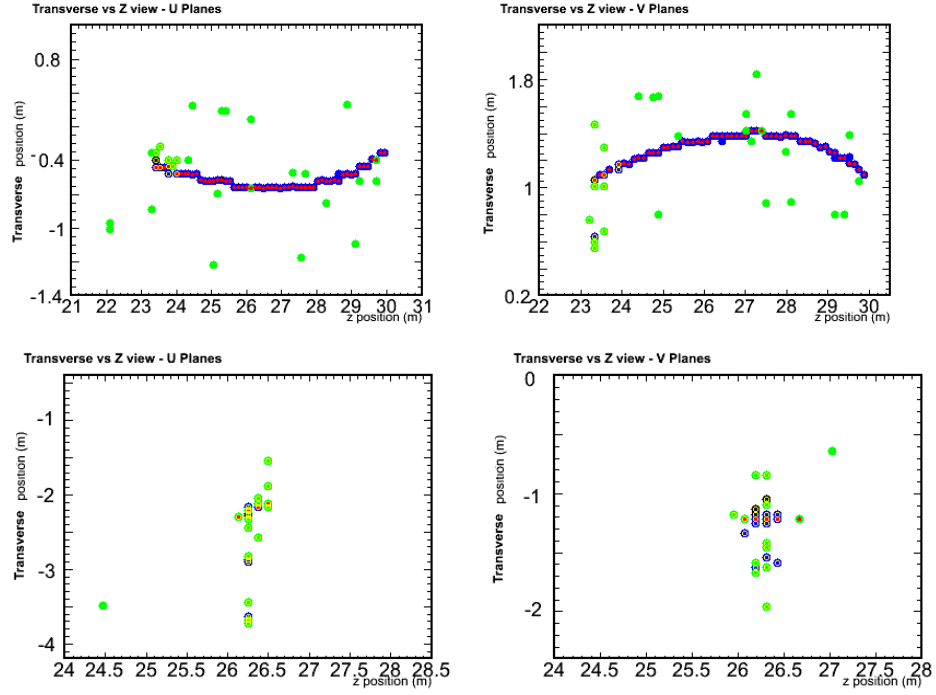 Transverse vs Z view - U Planes
Transverse position (m)
0.8
0.4
-1
-1.4
21 22 23 24 25 26 27 28 29 30 31
z position (m)
Transverse vs Z view - V Planes
Transverse position (m)
1.8
1
0.2
22 23 24 25 26 27 28 29 30
z position (m)
Transverse vs Z view - U Planes
Transverse position (m)
-1
-2
-3
-4
24 24.5 25 25.5 26 26.5 27 27.5 28 28.5
z position (m)
Transverse vs Z view - V Planes
Transverse position (m)
0
-1
-2
24 24.5 25 25.5 26 26.5 27 27.5 28
z position (m)